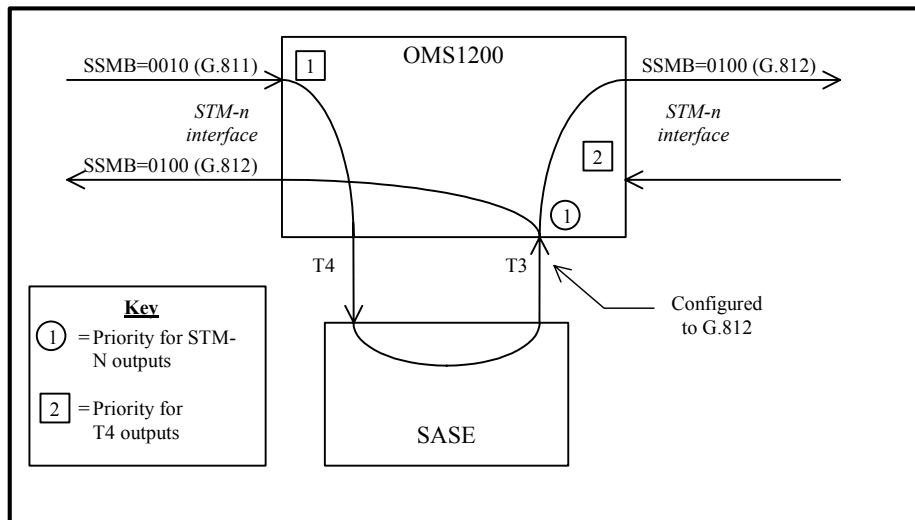 OMS1200
1
SSMB=0010 (G.811)
STM-n
interface
SSMB=0100 (G.812)
SSMB=0100 (G.812)
STM-n
interface
2
1
T4
T3
Configured
to G.812
Key
1 = Priority for STM-
N outputs
2 = Priority for
T4 outputs
SASE